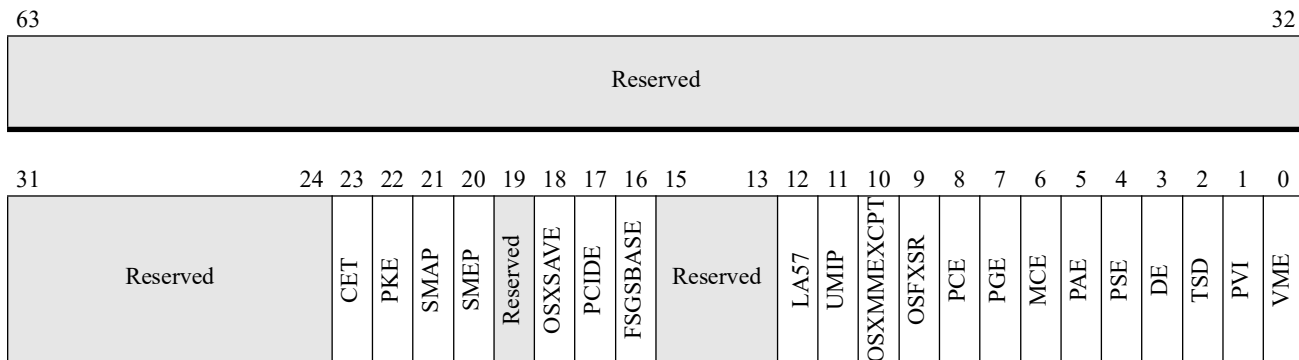 63 32
Reserved
31 24 23 22 21 20 19 18 17 16 15 13 12 11 10 9 8 7 6 5 4 3 2 1 0
Reserved CET PKE SMAP SMEP Reserved OSXSAVE PCIDE FSGSBASE Reserved LA57 UMIP OSXMMEXCPT OSFXSR PCE PGE MCE PAE PSE DE TSD PVI VME